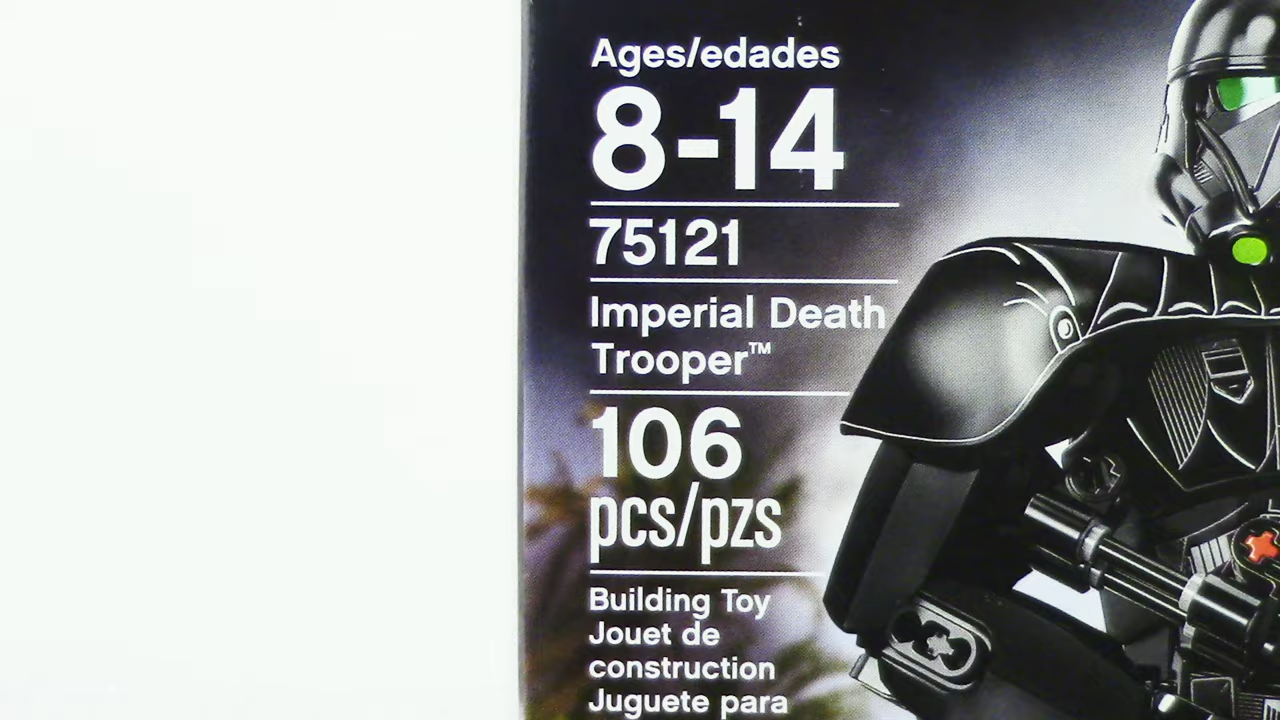 Ages/edades
8-14
75121
Imperial Death
Trooper™
106
pcs/pzs
Building Toy
Jouet de
construction
Juguete para